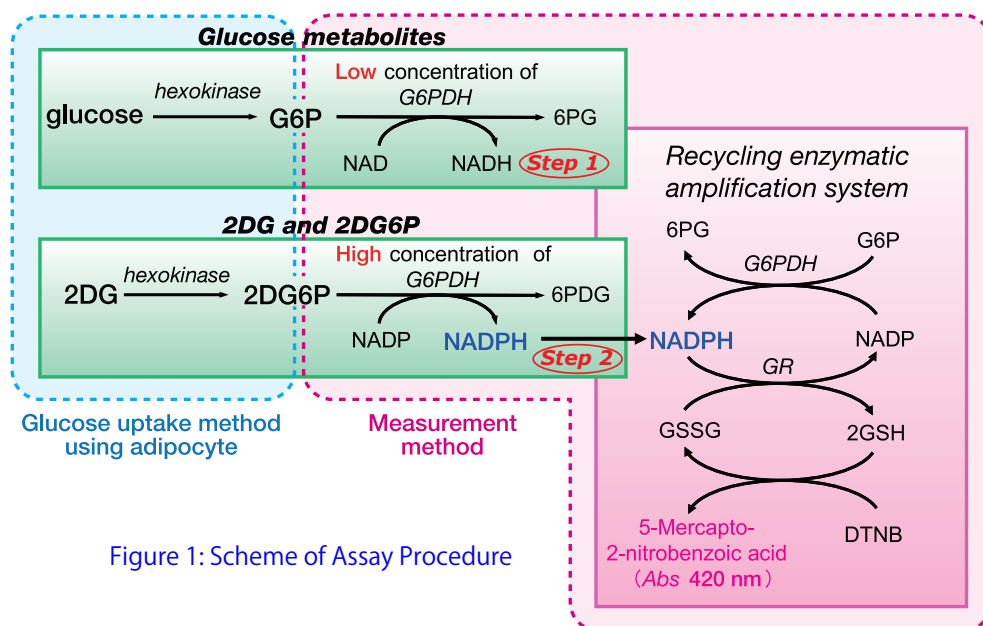 Glucose metabolites
glucose
hexokinase
G6P
Low concentration of
G6PDH
6PG
NAD
NADH
Step 1
2DG and 2DG6P
2DG
hexokinase
2DG6P
High concentration of
G6PDH
6PDG
NADP
NADPH
Step 2
Glucose uptake method
using adipocyte
Measurement
method
Recycling enzymatic
amplification system
6PG
G6P
G6PDH
NADPH
NADP
GR
GSSG
2GSH
5-Mercapto-
2-nitrobenzoic acid
(Abs 420 nm)
DTNB
Figure 1: Scheme of Assay Procedure